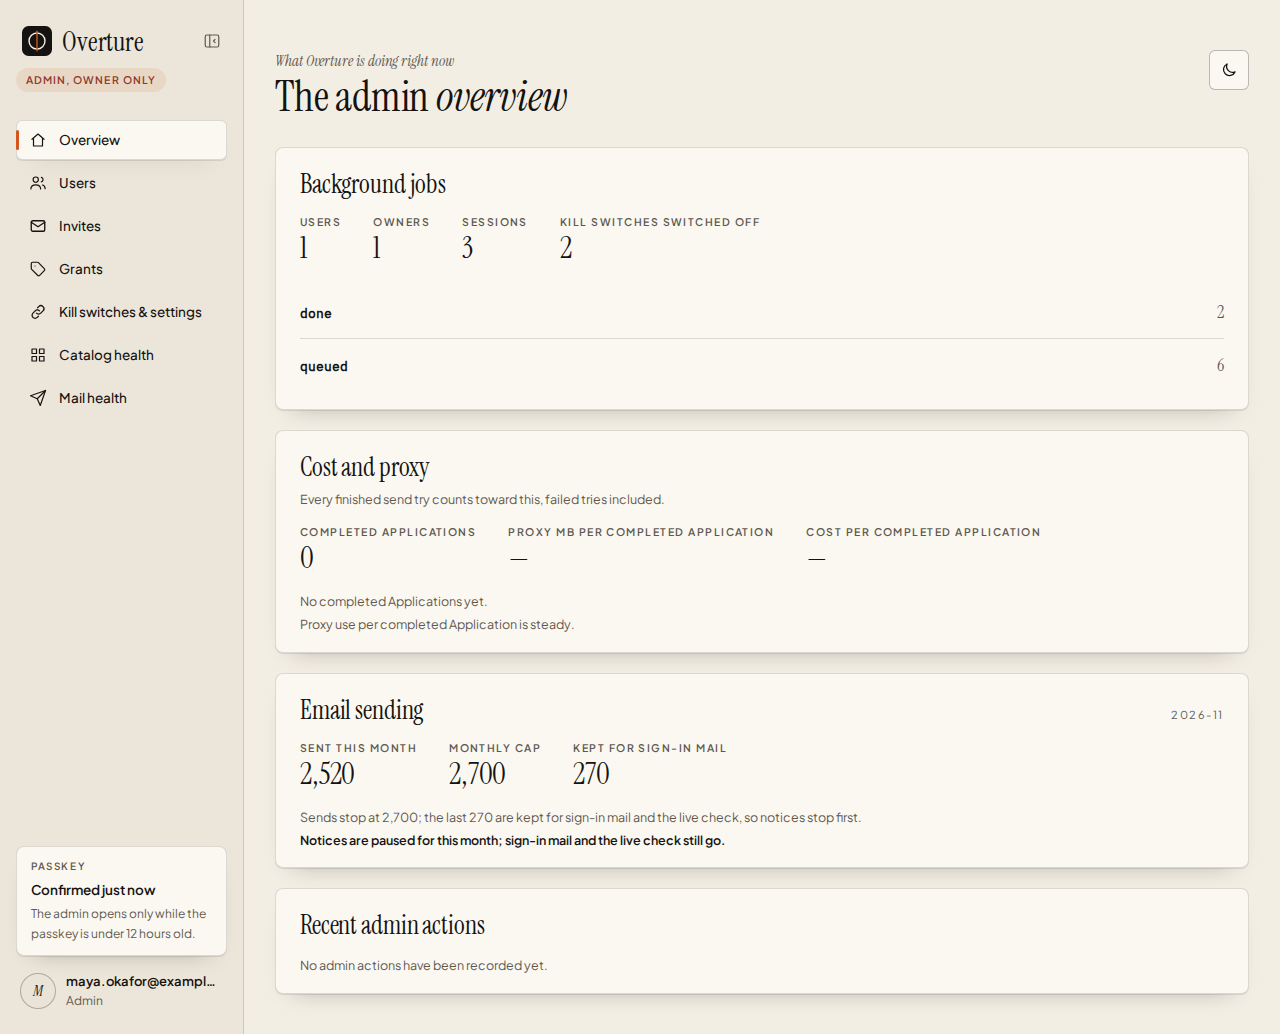 Overture
ADMIN, OWNER ONLY
Overview
Users
Invites
Grants
Kill switches & settings
Catalog health
Mail health
PASSKEY
Confirmed just now
The admin opens only while the
passkey is under 12 hours old.
M
maya.okafor@exampl…
Admin
What Overture is doing right now
The admin overview
Background jobs
USERS
1
OWNERS
1
SESSIONS
3
KILL SWITCHES SWITCHED OFF
2
done
2
queued
6
Cost and proxy
Every finished send try counts toward this, failed tries included.
COMPLETED APPLICATIONS
0
PROXY MB PER COMPLETED APPLICATION
—
COST PER COMPLETED APPLICATION
—
No completed Applications yet.
Proxy use per completed Application is steady.
Email sending
2026-11
SENT THIS MONTH
2,520
MONTHLY CAP
2,700
KEPT FOR SIGN-IN MAIL
270
Sends stop at 2,700; the last 270 are kept for sign-in mail and the live check, so notices stop first.
Notices are paused for this month; sign-in mail and the live check still go.
Recent admin actions
No admin actions have been recorded yet.